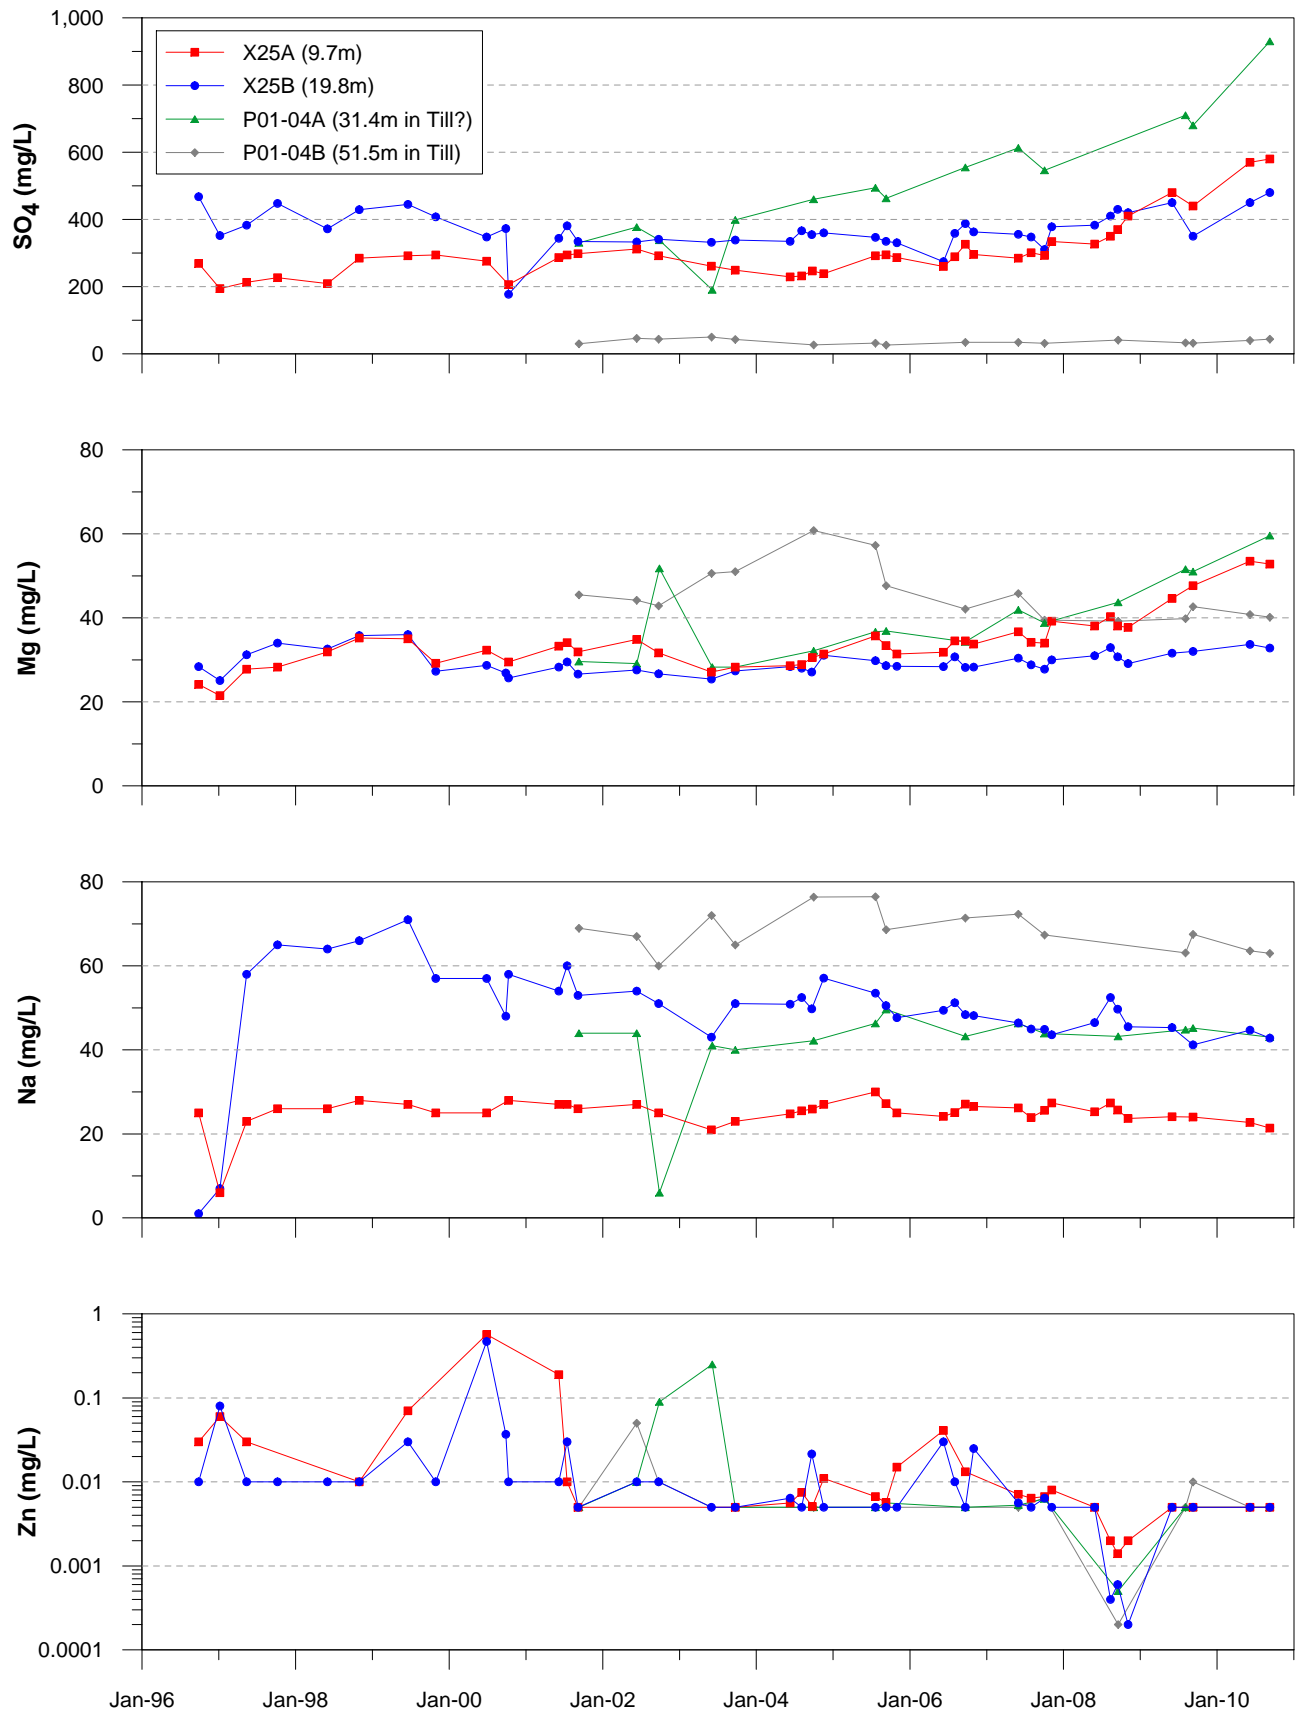 1,000
800
600
400
200
0
SO4 (mg/L)
X25A (9.7m)
X25B (19.8m)
P01-04A (31.4m in Till?)
P01-04B (51.5m in Till)
80
60
40
20
0
Mg (mg/L)
80
60
40
20
0
Na (mg/L)
1
0.1
0.01
0.001
0.0001
Zn (mg/L)
Jan-96 Jan-98 Jan-00 Jan-02 Jan-04 Jan-06 Jan-08 Jan-10